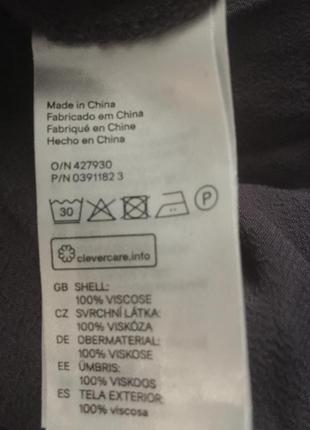 Made in China
Fabricado em China
Fabriqué en Chine
Hecho en China
O/N 427930
P/N 0391182 3
30 P
clevercare.info
GB SHELL:
100% VISCOSE
CZ SVRCHNÍ LÁTKA:
100% VISKÓZA
DE OBERMATERIAL:
100% VISKOSE
EE ÜMBRIS:
100% VISKOOS
ES TELA EXTERIOR:
100% viscosa